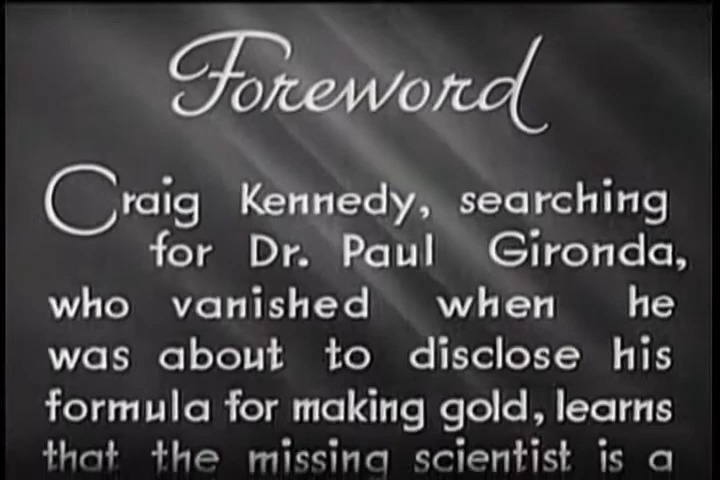 Foreword
Craig Kennedy, searching
for Dr. Paul Gironda,
who vanished when he
was about to disclose his
formula for making gold, learns
that the missing scientist is a